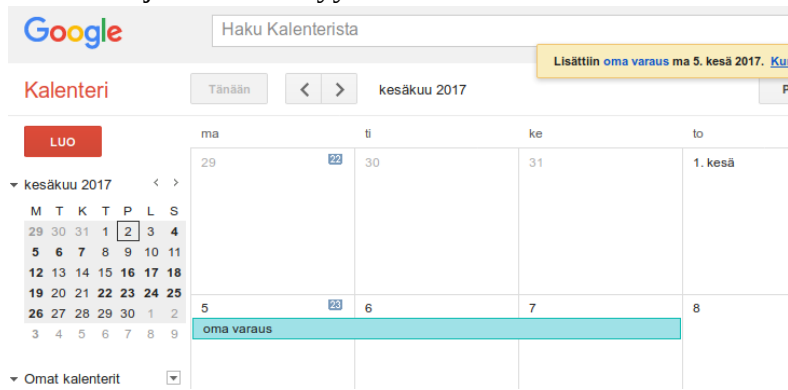 Google
Haku Kalenterista
Lisättiin oma varaus ma 5. kesä 2017.
Kalenteri
Tänään < > kesäkuu 2017
LUO
ma ti ke to
29 22 30 31 1. kesä
kesäkuu 2017 < >
M T K T P L S
29 30 31 1 2 3 4
5 6 7 8 9 10 11
12 13 14 15 16 17 18
19 20 21 22 23 24 25
26 27 28 29 30 1 2
3 4 5 6 7 8 9
5 23 6 7 8
oma varaus
Omat kalenterit